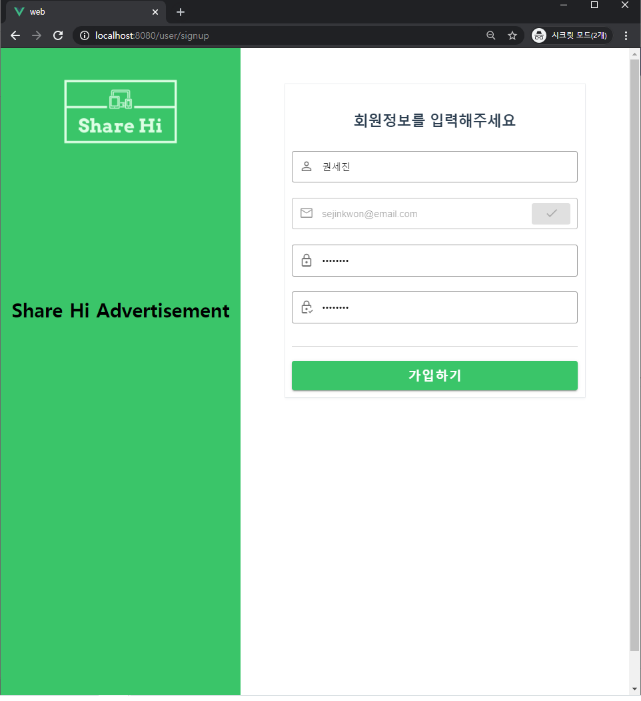 web
localhost:8080/user/signup
시크릿 모드(2개)
Share Hi
Share Hi Advertisement
회원정보를 입력해주세요
권세진
sejinkwon@email.com
••••••••
••••••••
가입하기